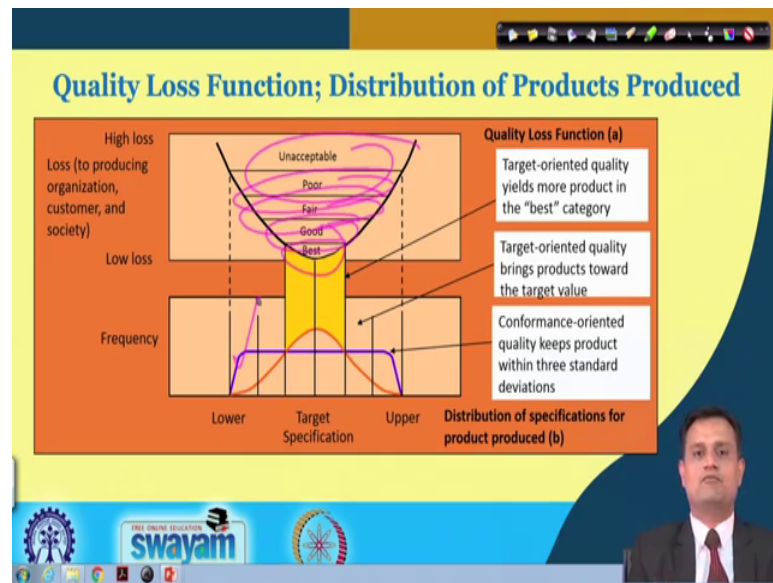 Quality Loss Function; Distribution of Products Produced
High loss
Loss (to producing
organization,
customer, and
society)
Low loss
Unacceptable
Poor
Fair
Good
Best
Quality Loss Function (a)
Target-oriented quality
yields more product in
the "best" category
Target-oriented quality
brings products toward
the target value
Conformance-oriented
quality keeps product
within three standard
deviations
Frequency
Lower
Target
Specification
Upper
Distribution of specifications for
product produced (b)
FREE ONLINE EDUCATION
swayam